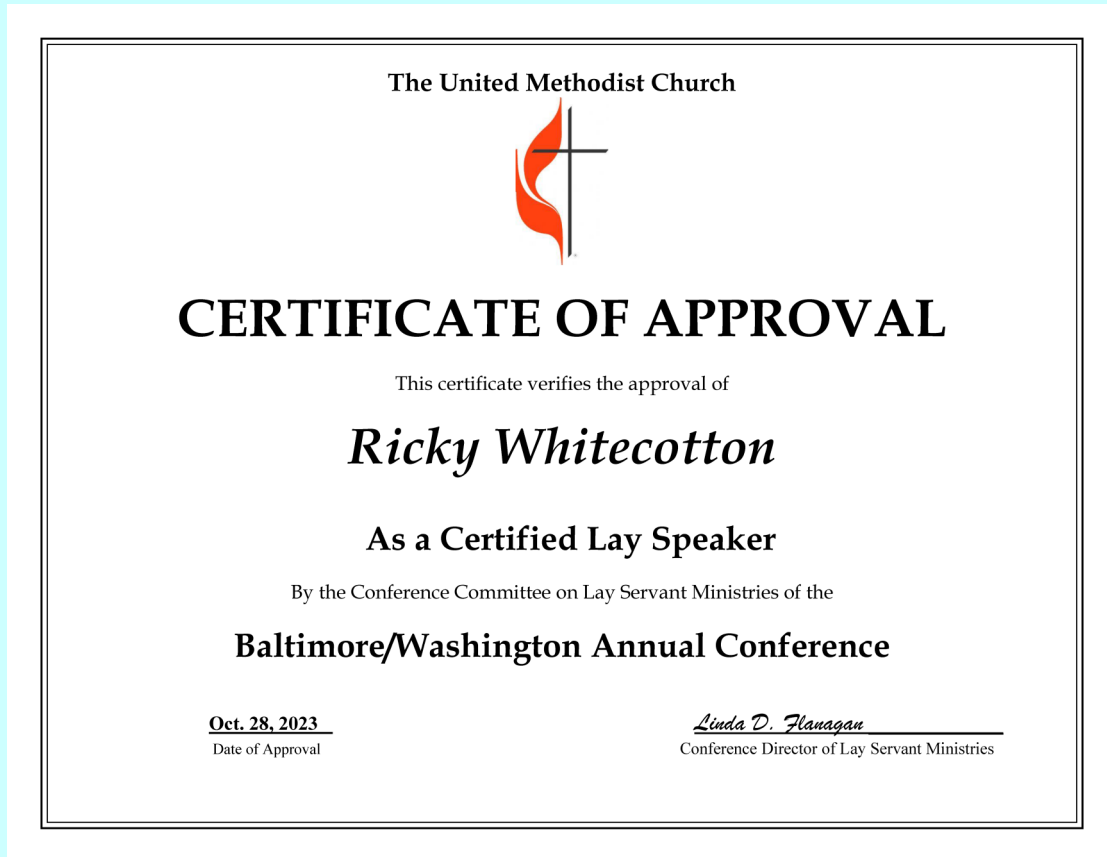 The United Methodist Church
CERTIFICATE OF APPROVAL
This certificate verifies the approval of
Ricky Whitecotton
As a Certified Lay Speaker
By the Conference Committee on Lay Servant Ministries of the
Baltimore/Washington Annual Conference
Oct. 28, 2023
Linda D. Flanagan
Date of Approval
Conference Director of Lay Servant Ministries